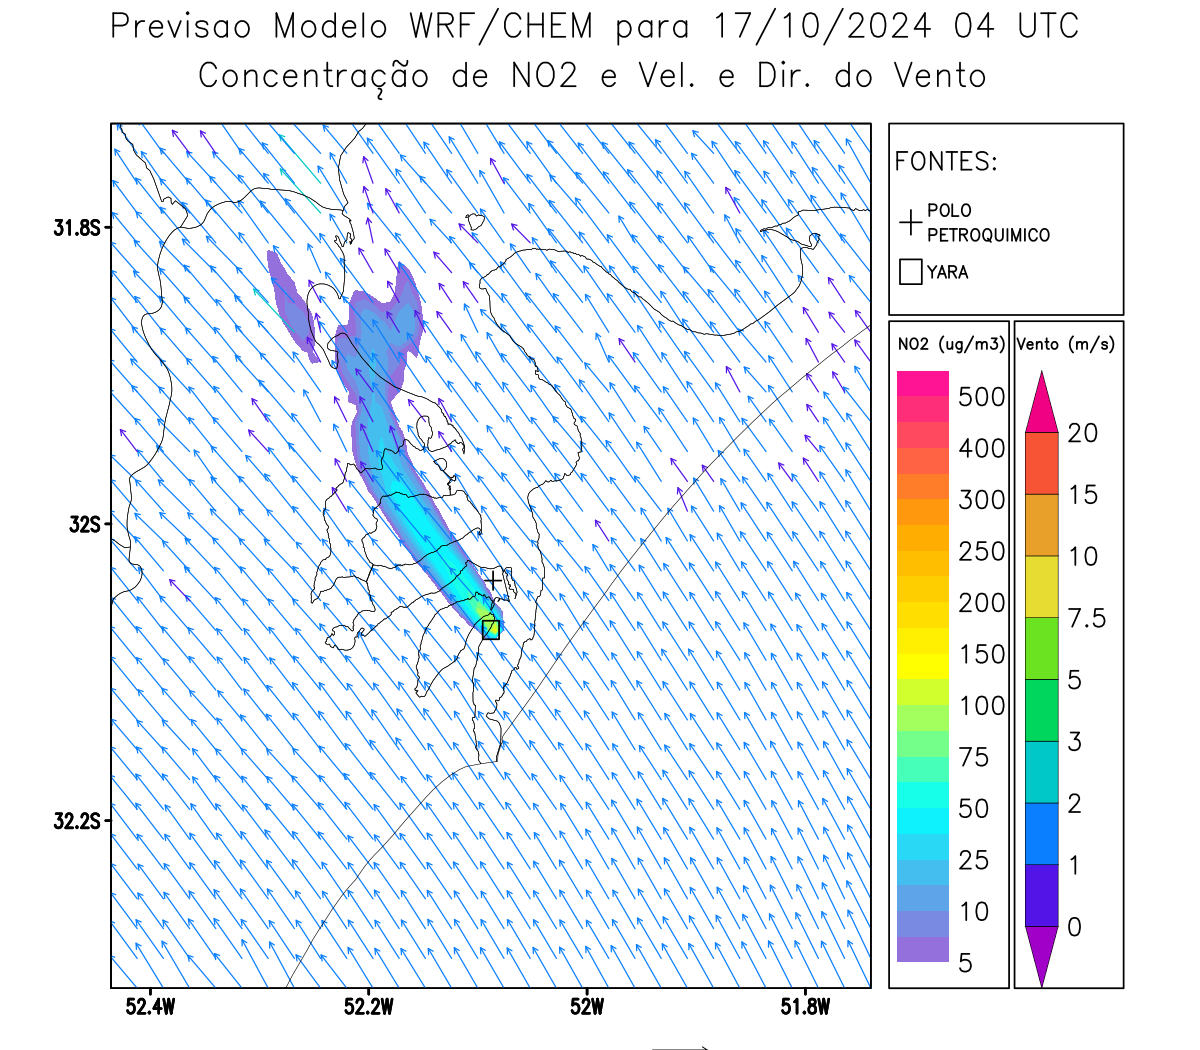 Previsao Modelo WRF/CHEM para 17/10/2024 04 UTC
Concentração de NO2 e Vel. e Dir. do Vento
FONTES:
POLO
PETROQUIMICO
YARA
31.8S
32S
32.2S
52.4W
52.2W
52W
51.8W
NO2 (ug/m3)
500
400
300
250
200
150
100
75
50
25
10
5
Vento (m/s)
20
15
10
7.5
5
3
2
1
0